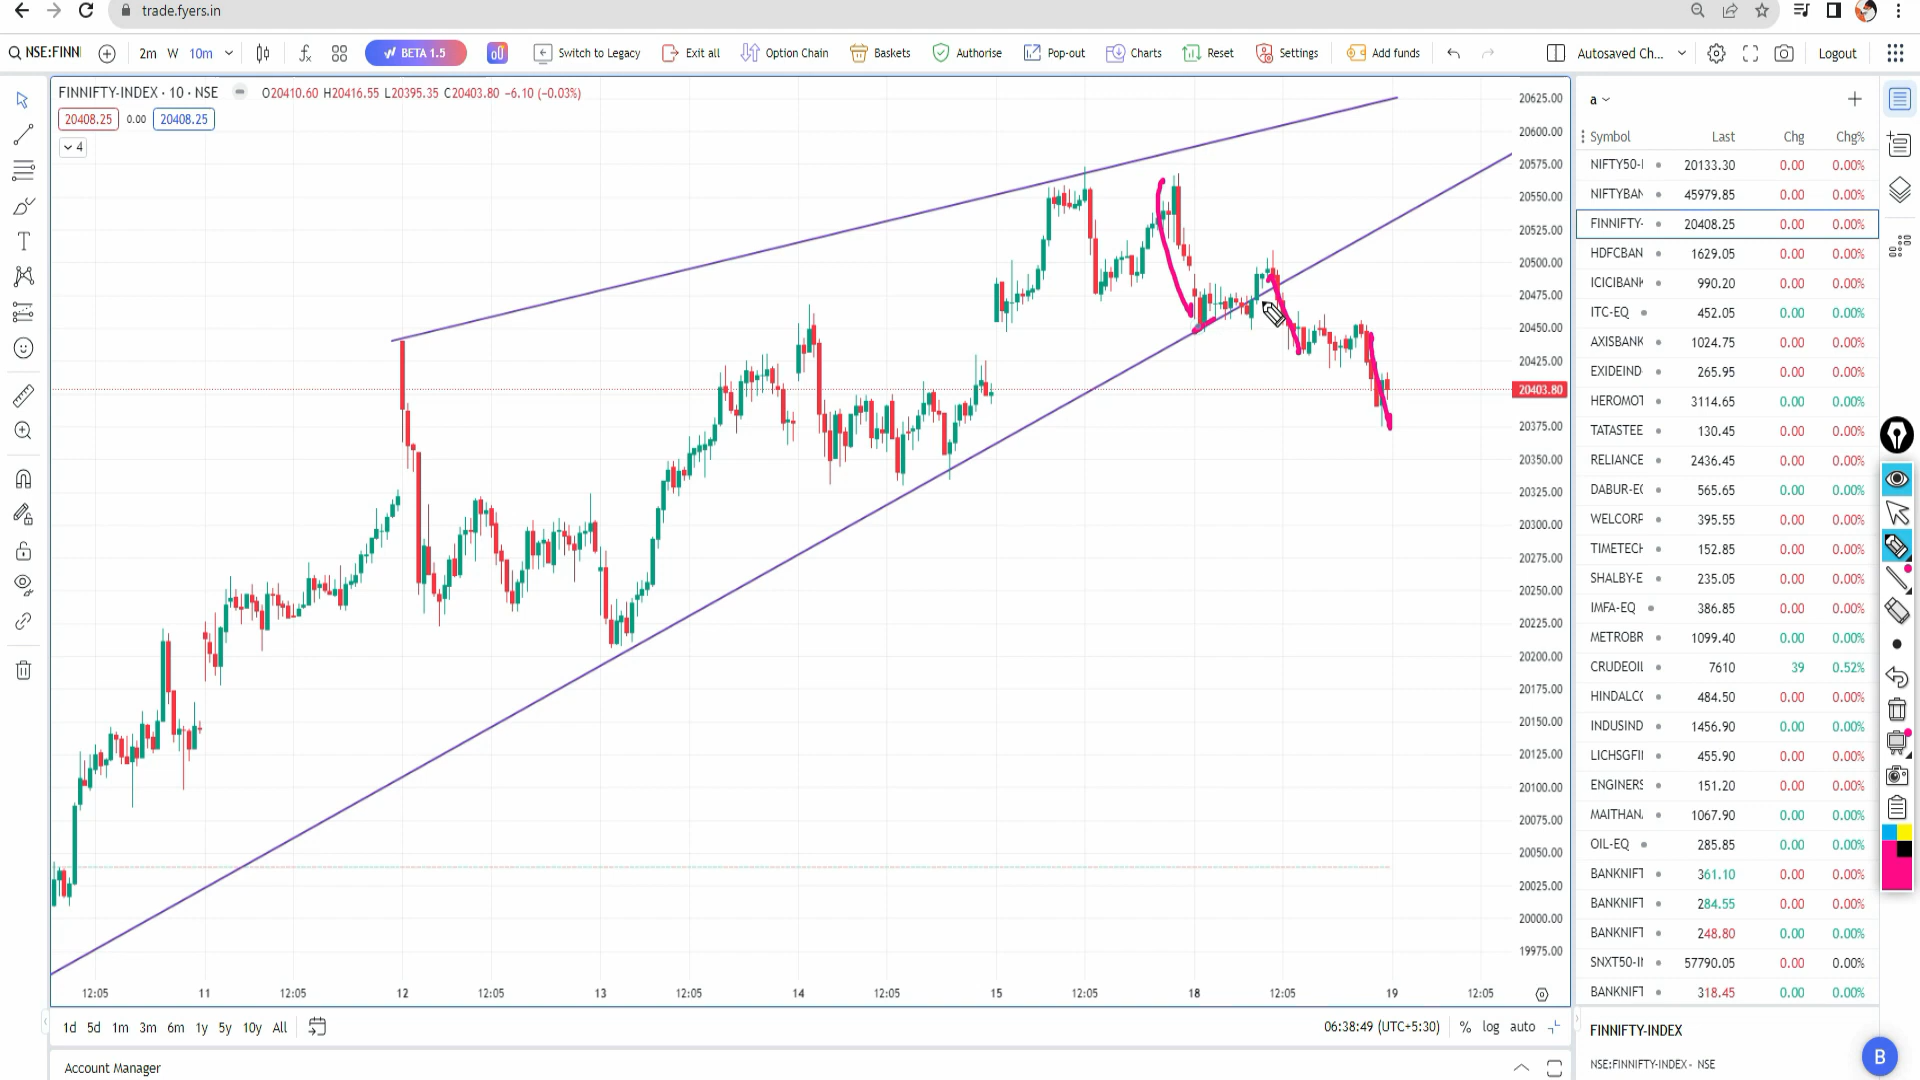 trade.fyers.in
NSE:FINNI
2m W 10m
BETA 1.5
Switch to Legacy
Exit all
Option Chain
Baskets
Authorise
Pop-out
Charts
Reset
Settings
Add funds
Autosaved Ch...
Logout
FINNIFTY-INDEX · 10 · NSE
O20410.60 H20416.55 L20395.35 C20403.80 −6.10 (−0.03%)
20408.25 0.00 20408.25
4
20625.00
20600.00
20575.00
20550.00
20525.00
20500.00
20475.00
20450.00
20425.00
20403.80
20375.00
20350.00
20325.00
20300.00
20275.00
20250.00
20225.00
20200.00
20175.00
20150.00
20125.00
20100.00
20075.00
20050.00
20025.00
20000.00
19975.00
12:05 11 12:05 12 12:05 13 12:05 14 12:05 15 12:05 18 12:05 19 12:05
1d 5d 1m 3m 6m 1y 5y 10y All
06:38:49 (UTC+5:30) % log auto
Account Manager
a
Symbol Last Chg Chg%
NIFTY50-I 20133.30 0.00 0.00%
NIFTYBAN 45979.85 0.00 0.00%
FINNIFTY- 20408.25 0.00 0.00%
HDFCBAN 1629.05 0.00 0.00%
ICICIBANK 990.20 0.00 0.00%
ITC-EQ 452.05 0.00 0.00%
AXISBANK 1024.75 0.00 0.00%
EXIDEIND 265.95 0.00 0.00%
HEROMOT 3114.65 0.00 0.00%
TATASTEE 130.45 0.00 0.00%
RELIANCE 2436.45 0.00 0.00%
DABUR-EQ 565.65 0.00 0.00%
WELCORP 395.55 0.00 0.00%
TIMETECH 152.85 0.00 0.00%
SHALBY-E 235.05 0.00 0.00%
IMFA-EQ 386.85 0.00 0.00%
METROBR 1099.40 0.00 0.00%
CRUDEOIL 7610 39 0.52%
HINDALCO 484.50 0.00 0.00%
INDUSIND 1456.90 0.00 0.00%
LICHSGFII 455.90 0.00 0.00%
ENGINERS 151.20 0.00 0.00%
MAITHAN 1067.90 0.00 0.00%
OIL-EQ 285.85 0.00 0.00%
BANKNIFT 361.10 0.00 0.00%
BANKNIFT 284.55 0.00 0.00%
BANKNIFT 248.80 0.00 0.00%
SNXT50-II 57790.05 0.00 0.00%
BANKNIFT 318.45 0.00 0.00%
FINNIFTY-INDEX
NSE:FINNIFTY-INDEX - NSE
B